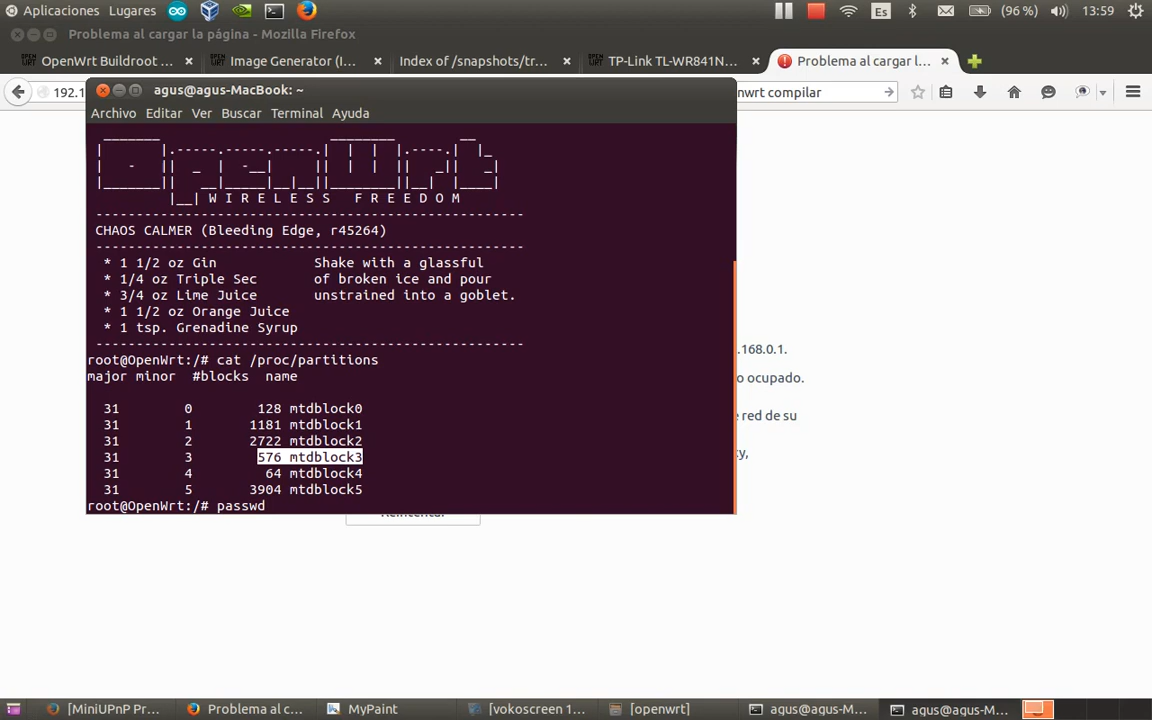 Aplicaciones Lugares Es (96 %) 13:59
Problema al cargar la página - Mozilla Firefox
OpenWrt Buildroot ... Image Generator (I... Index of /snapshots/tr... TP-Link TL-WR841N... Problema al cargar l...
192.1 nwrt compilar
agus@agus-MacBook: ~
Archivo Editar Ver Buscar Terminal Ayuda
OpenWrt
W I R E L E S S F R E E D O M
-----------------------------------------------------
CHAOS CALMER (Bleeding Edge, r45264)
-----------------------------------------------------
* 1 1/2 oz Gin Shake with a glassful
* 1/4 oz Triple Sec of broken ice and pour
* 3/4 oz Lime Juice unstrained into a goblet.
* 1 1/2 oz Orange Juice
* 1 tsp. Grenadine Syrup
-----------------------------------------------------
root@OpenWrt:/# cat /proc/partitions
major minor #blocks name
31 0 128 mtdblock0
31 1 1181 mtdblock1
31 2 2722 mtdblock2
31 3 576 mtdblock3
31 4 64 mtdblock4
31 5 3904 mtdblock5
root@OpenWrt:/# passwd
.168.0.1.
o ocupado.
e red de su
cy,
Reintentar
[MiniUPnP Pr... Problema al c... MyPaint [vokoscreen 1... [openwrt] agus@agus-M... agus@agus-M...